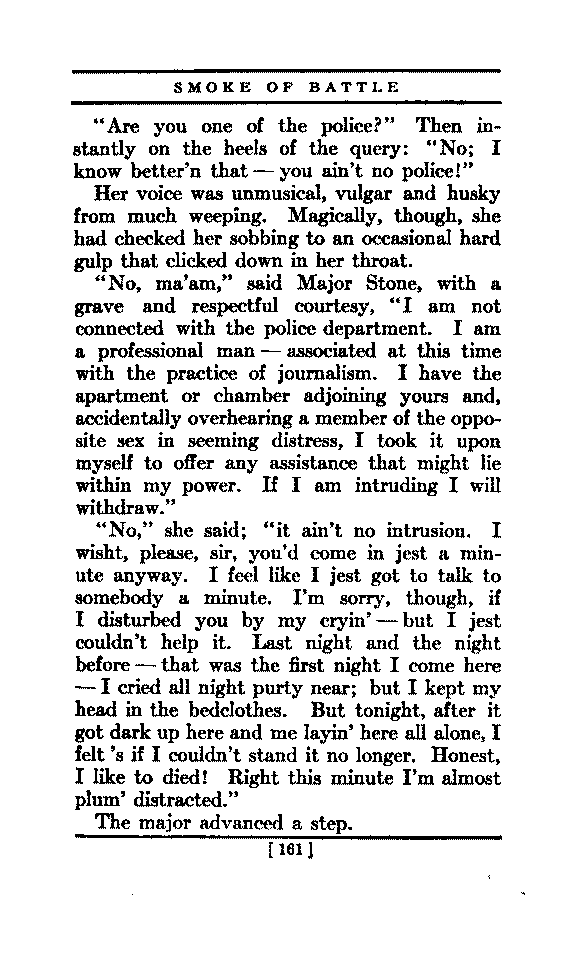 SMOKE OF BATTLE
“Are you one of the police?” Then in-
stantly on the heels of the query: “No; I
know better’n that — you ain’t no police!”
Her voice was unmusical, vulgar and husky
from much weeping. Magically, though, she
had checked her sobbing to an occasional hard
gulp that clicked down in her throat.
“No, ma’am,” said Major Stone, with a
grave and respectful courtesy, “I am not
connected with the police department. I am
a professional man — associated at this time
with the practice of journalism. I have the
apartment or chamber adjoining yours and,
accidentally overhearing a member of the oppo-
site sex in seeming distress, I took it upon
myself to offer any assistance that might lie
within my power. If I am intruding I will
withdraw.”
“No,” she said; “it ain’t no intrusion. I
wisht, please, sir, you’d come in jest a min-
ute anyway. I feel like I jest got to talk to
somebody a minute. I’m sorry, though, if
I disturbed you by my cryin’ — but I jest
couldn’t help it. Last night and the night
before — that was the first night I come here
— I cried all night purty near; but I kept my
head in the bedclothes. But tonight, after it
got dark up here and me layin’ here all alone, I
felt ’s if I couldn’t stand it no longer. Honest,
I like to died! Right this minute I’m almost
plum’ distracted.”
The major advanced a step.
[161]